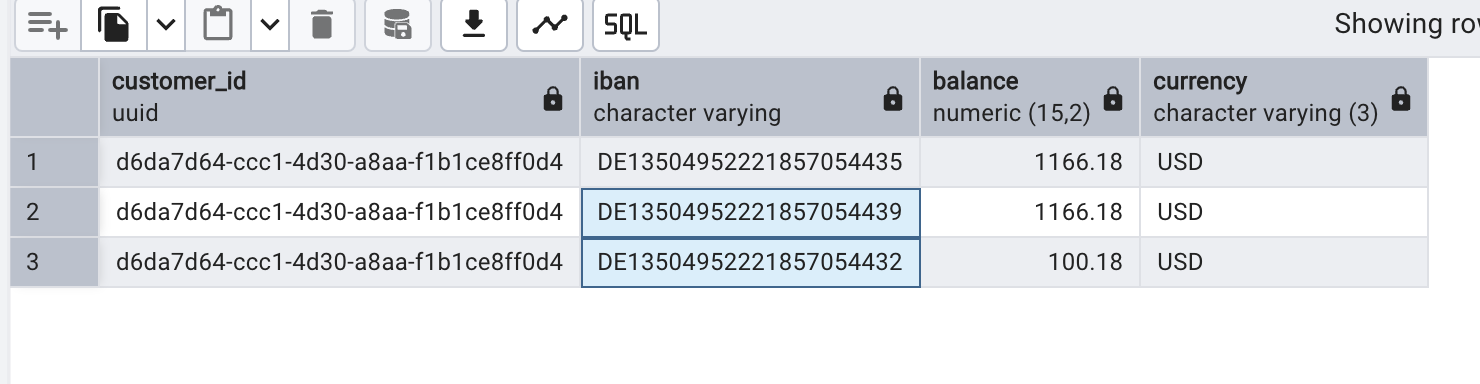 SQL
Showing ro
customer_id iban balance currency
uuid character varying numeric (15,2) character varying (3)
1 d6da7d64-ccc1-4d30-a8aa-f1b1ce8ff0d4 DE13504952221857054435 1166.18 USD
2 d6da7d64-ccc1-4d30-a8aa-f1b1ce8ff0d4 DE13504952221857054439 1166.18 USD
3 d6da7d64-ccc1-4d30-a8aa-f1b1ce8ff0d4 DE13504952221857054432 100.18 USD